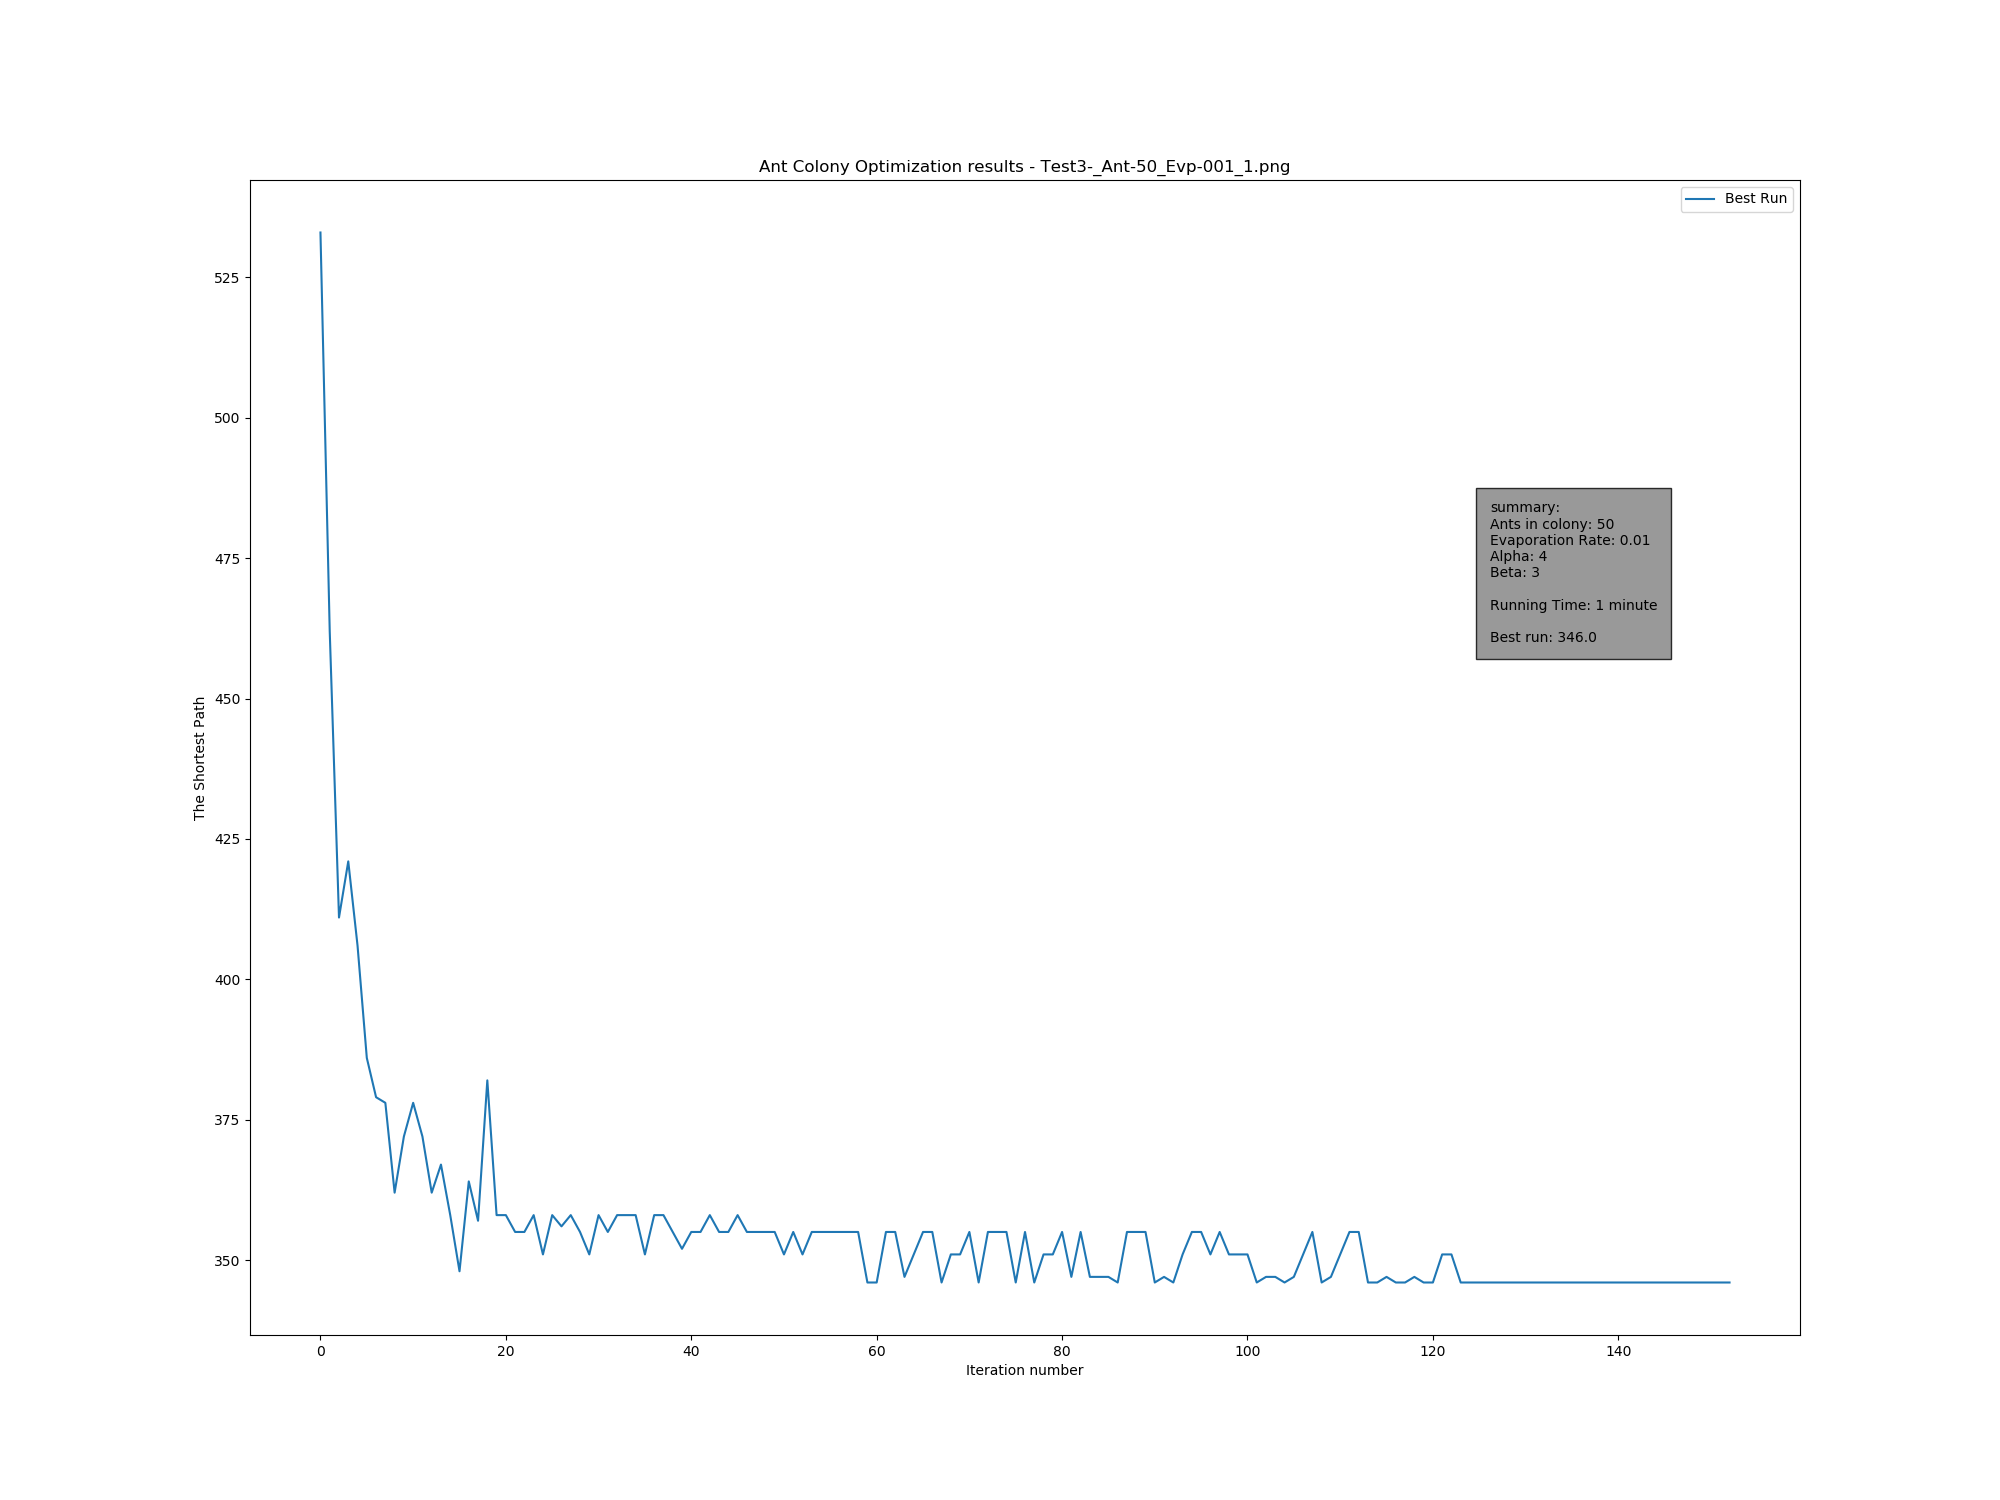 Ant Colony Optimization results - Test3-_Ant-50_Evp-001_1.png
Best Run
525
500
475
450
425
400
375
350
The Shortest Path
summary:
Ants in colony: 50
Evaporation Rate: 0.01
Alpha: 4
Beta: 3
Running Time: 1 minute
Best run: 346.0
0 20 40 60 80 100 120 140
Iteration number